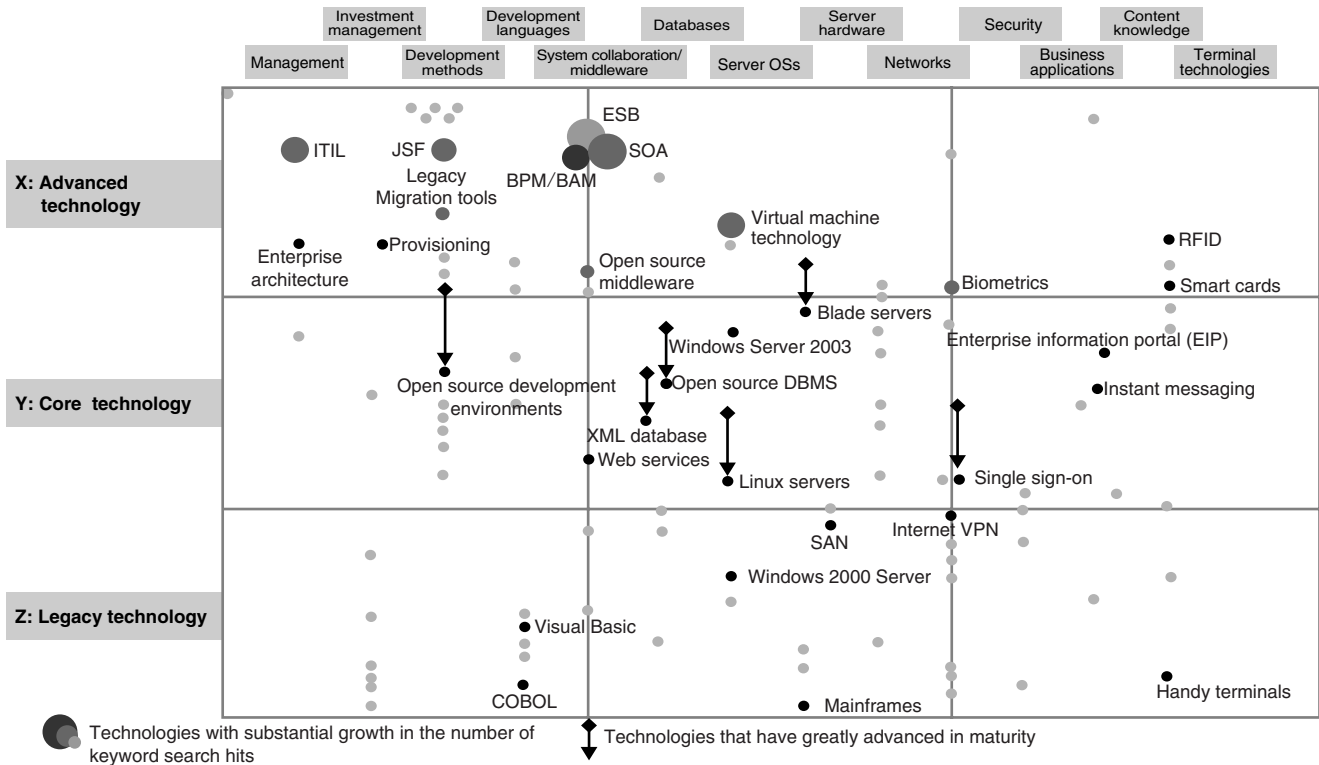 Investment
management
Development
languages
Databases
Server
hardware
Security
Content
knowledge
Management
Development
methods
System collaboration/
middleware
Server OSs
Networks
Business
applications
Terminal
technologies
X: Advanced
technology
ITIL
JSF
ESB
SOA
BPM/BAM
Legacy
Migration tools
Virtual machine
technology
Enterprise
architecture
Provisioning
Open source
middleware
RFID
Biometrics
Smart cards
Y: Core technology
Blade servers
Windows Server 2003
Enterprise information portal (EIP)
Open source development
environments
Open source DBMS
Instant messaging
XML database
Web services
Linux servers
Single sign-on
Z: Legacy technology
SAN
Internet VPN
Windows 2000 Server
Visual Basic
COBOL
Mainframes
Handy terminals
Technologies with substantial growth in the number of
keyword search hits
Technologies that have greatly advanced in maturity